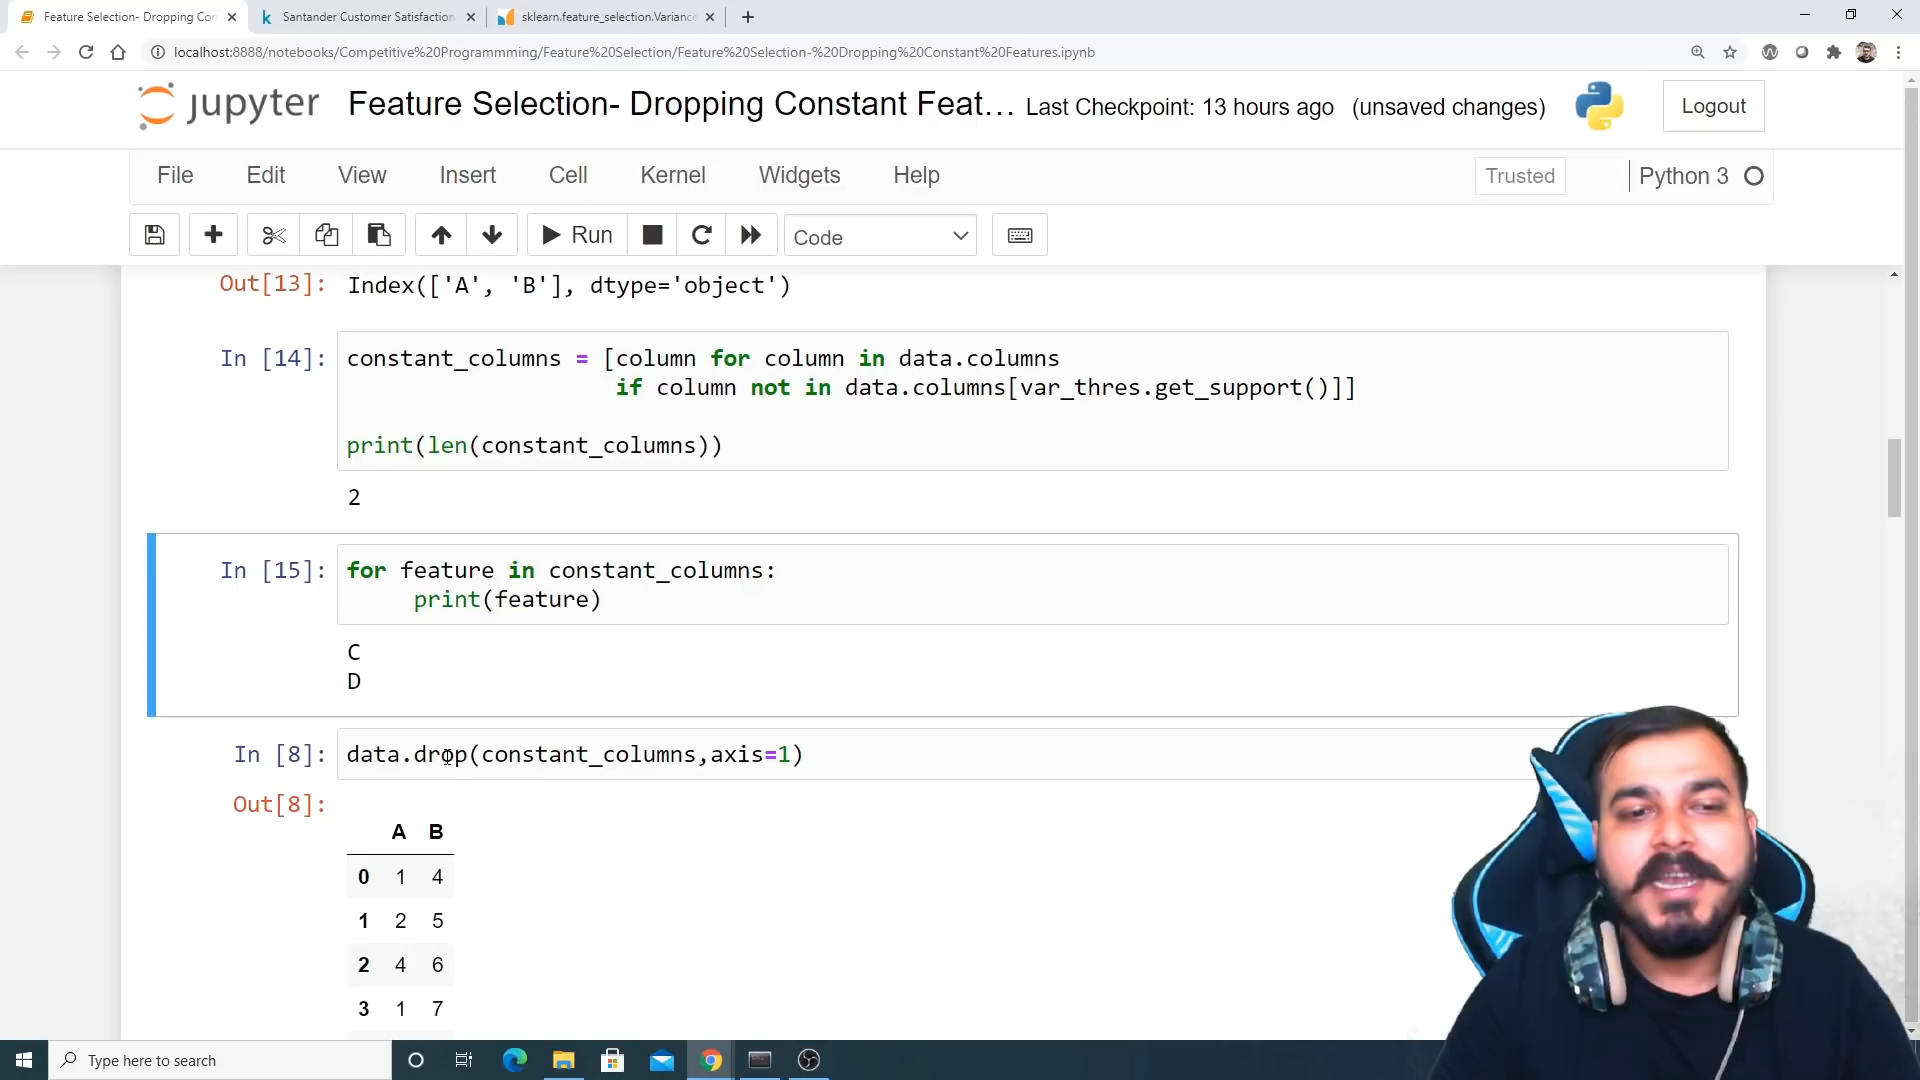 Feature Selection- Dropping Con
Santander Customer Satisfaction
sklearn.feature_selection.Variance
localhost:8888/notebooks/Competitive%20Programmming/Feature%20Selection/Feature%20Selection-%20Dropping%20Constant%20Features.ipynb
jupyter Feature Selection- Dropping Constant Feat... Last Checkpoint: 13 hours ago (unsaved changes) Logout
File Edit View Insert Cell Kernel Widgets Help Trusted Python 3
Run Code
Out[13]: Index(['A', 'B'], dtype='object')
In [14]: constant_columns = [column for column in data.columns
if column not in data.columns[var_thres.get_support()]]
print(len(constant_columns))
2
In [15]: for feature in constant_columns:
print(feature)
C
D
In [8]: data.drop(constant_columns,axis=1)
Out[8]:
A B
0 1 4
1 2 5
2 4 6
3 1 7
Type here to search